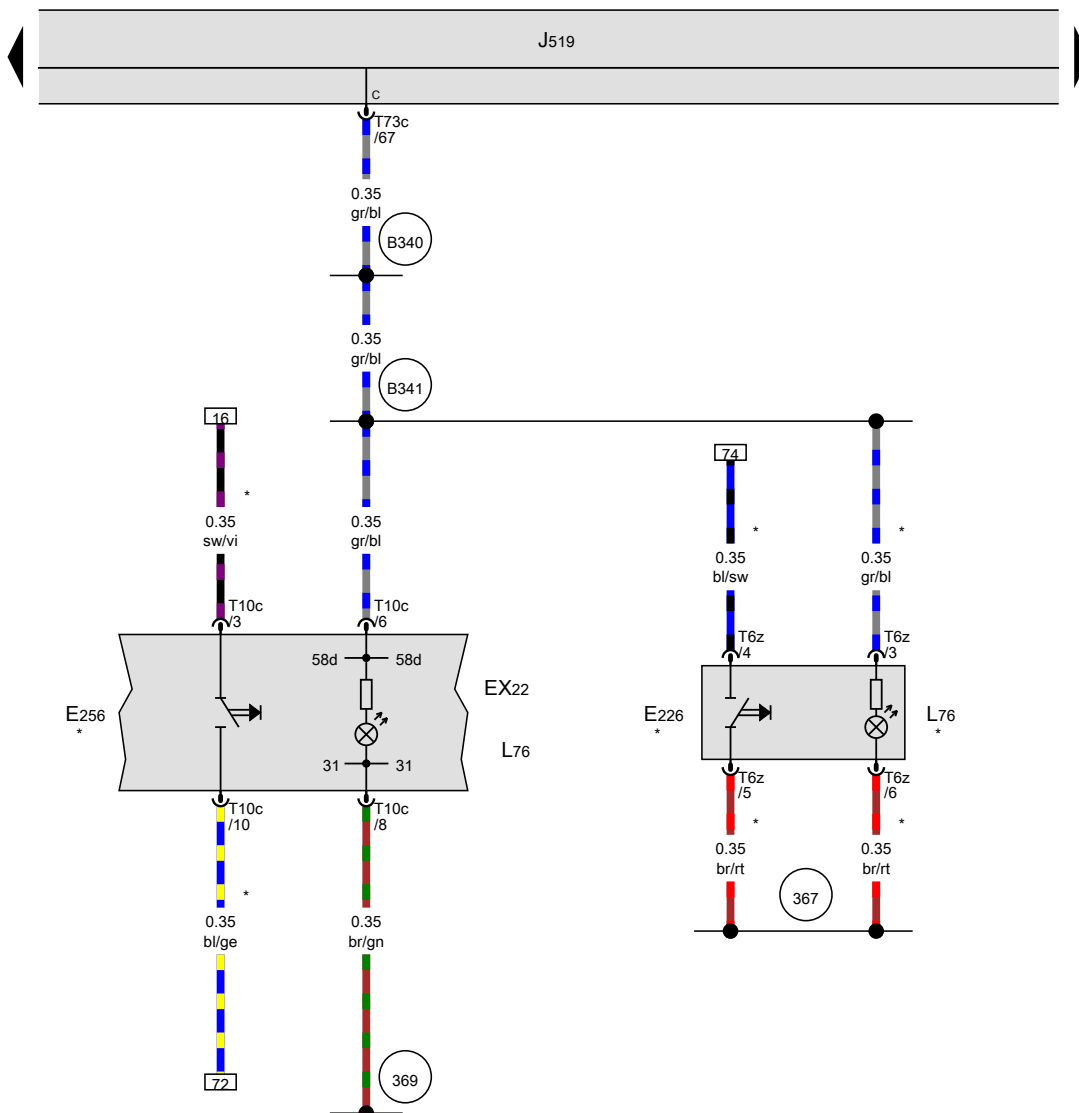 J519
C
T73c
/67
0.35
gr/bl
B340
0.35
gr/bl
B341
16
*
0.35
sw/vi
T10c
/3
0.35
gr/bl
T10c
/6
74
*
0.35
bl/sw
T6z
/4
*
0.35
gr/bl
T6z
/3
58d 58d
EX22
E256
*
L76
31 31
E226
*
L76
*
T10c
/10
T10c
/8
T6z
/5
T6z
/6
*
0.35
bl/ge
0.35
br/gn
*
0.35
br/rt
*
0.35
br/rt
367
72
369